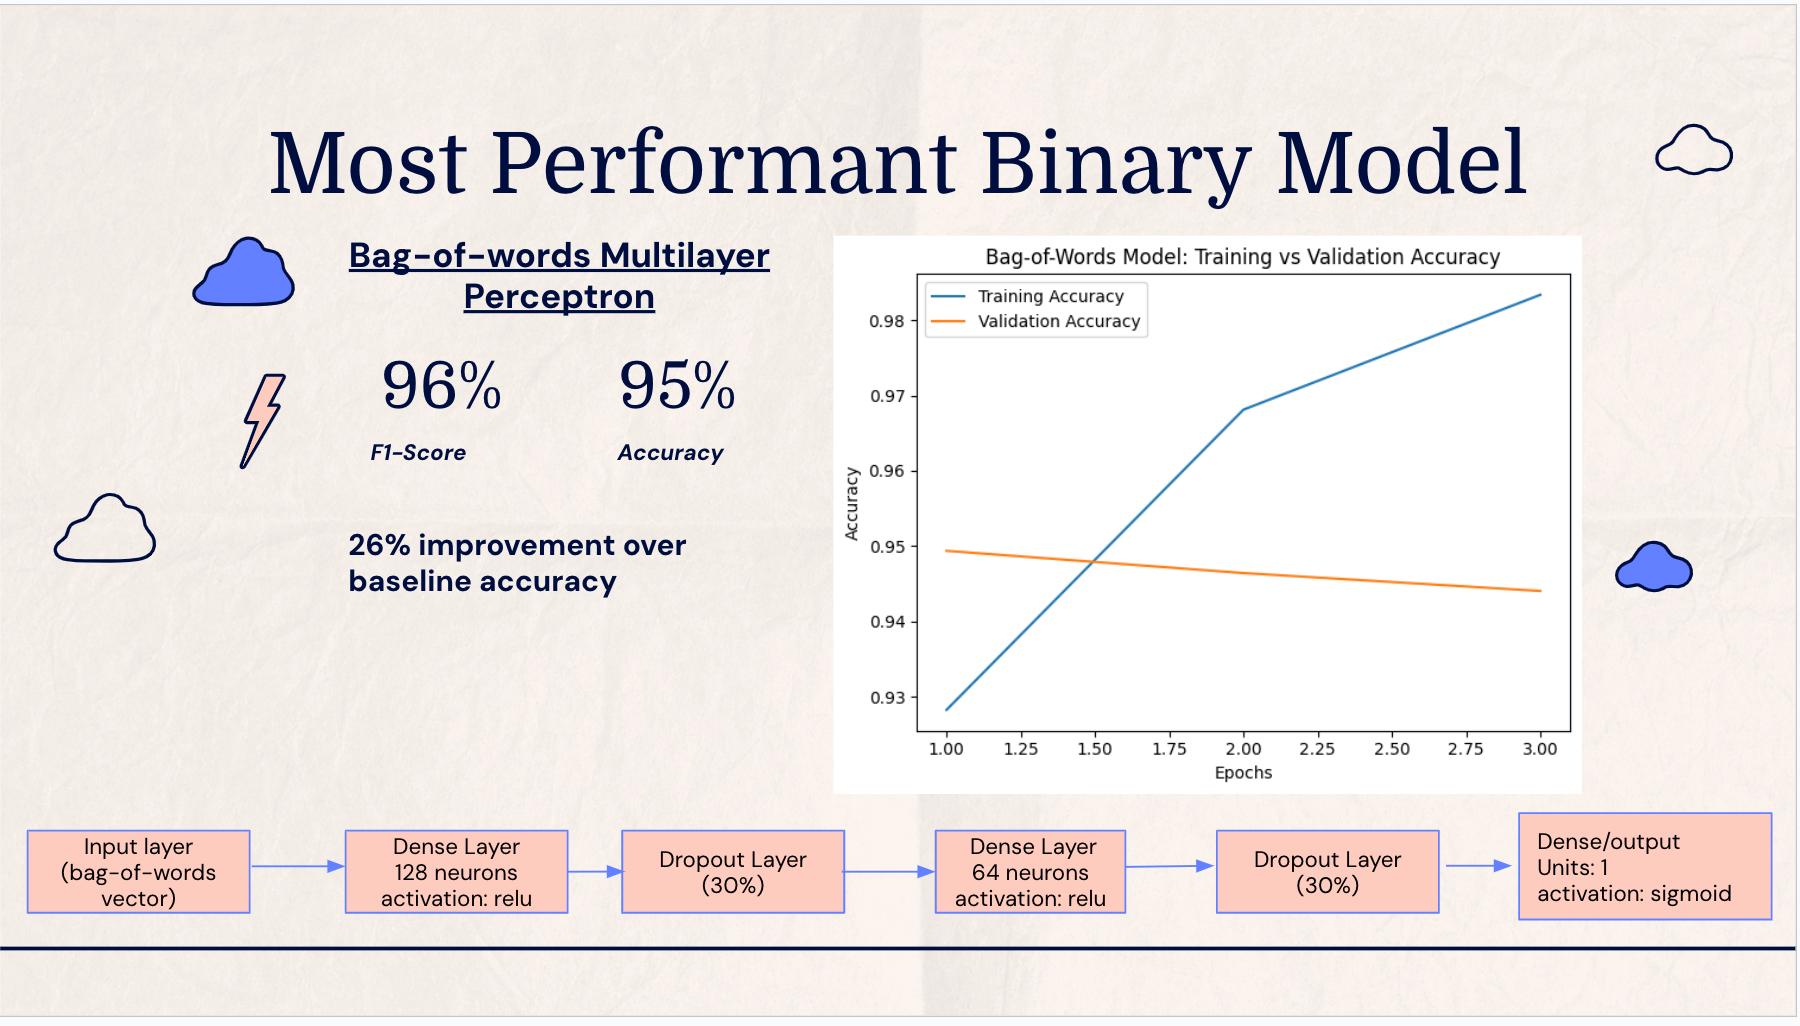 Most Performant Binary Model
Bag-of-words Multilayer
Perceptron
96%
95%
F1-Score
Accuracy
26% improvement over
baseline accuracy
Bag-of-Words Model: Training vs Validation Accuracy
Training Accuracy
Validation Accuracy
0.98
0.97
0.96
0.95
0.94
0.93
Accuracy
1.00 1.25 1.50 1.75 2.00 2.25 2.50 2.75 3.00
Epochs
Input layer
(bag-of-words
vector)
Dense Layer
128 neurons
activation: relu
Dropout Layer
(30%)
Dense Layer
64 neurons
activation: relu
Dropout Layer
(30%)
Dense/output
Units: 1
activation: sigmoid